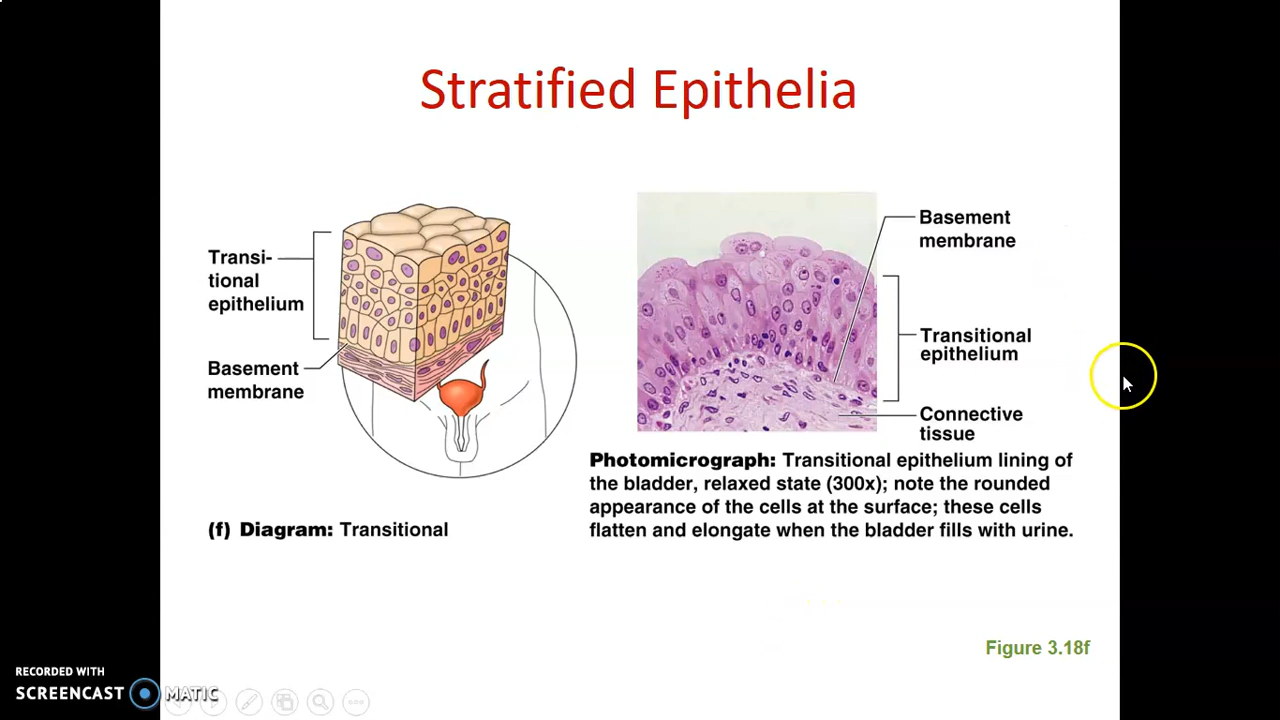 Stratified Epithelia
Transi-
tional
epithelium
Basement
membrane
(f) Diagram: Transitional
Basement
membrane
Transitional
epithelium
Connective
tissue
Photomicrograph: Transitional epithelium lining of
the bladder, relaxed state (300x); note the rounded
appearance of the cells at the surface; these cells
flatten and elongate when the bladder fills with urine.
Figure 3.18f
RECORDED WITH
SCREENCAST MATIC